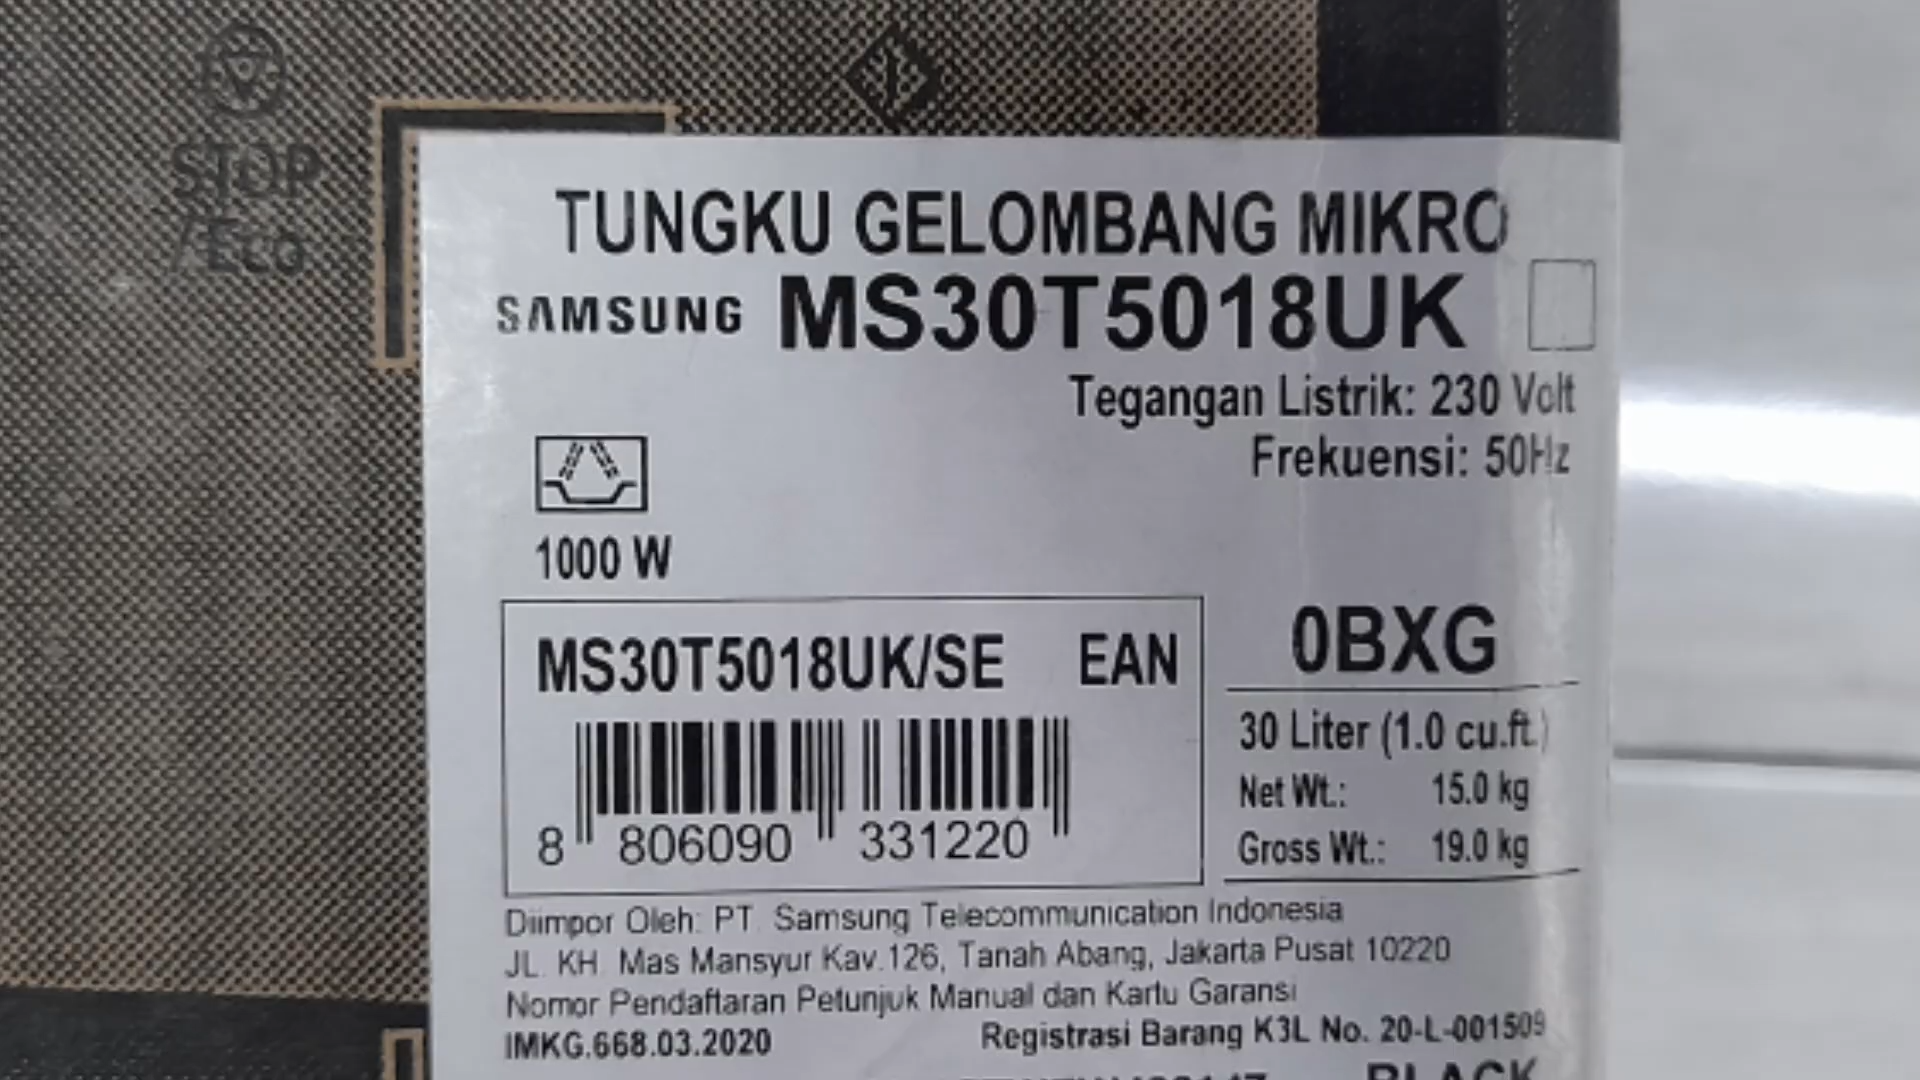 STOP
/Eco
TUNGKU GELOMBANG MIKRO
SAMSUNG MS30T5018UK
Tegangan Listrik: 230 Volt
Frekuensi: 50Hz
1000 W
MS30T5018UK/SE EAN
0BXG
8 806090 331220
30 Liter (1.0 cu.ft.)
Net Wt.: 15.0 kg
Gross Wt.: 19.0 kg
Diimpor Oleh: PT. Samsung Telecommunication Indonesia
JL. KH. Mas Mansyur Kav.126, Tanah Abang, Jakarta Pusat 10220
Nomor Pendaftaran Petunjuk Manual dan Kartu Garansi
IMKG.668.03.2020 Registrasi Barang K3L No. 20-L-001509
BLACK